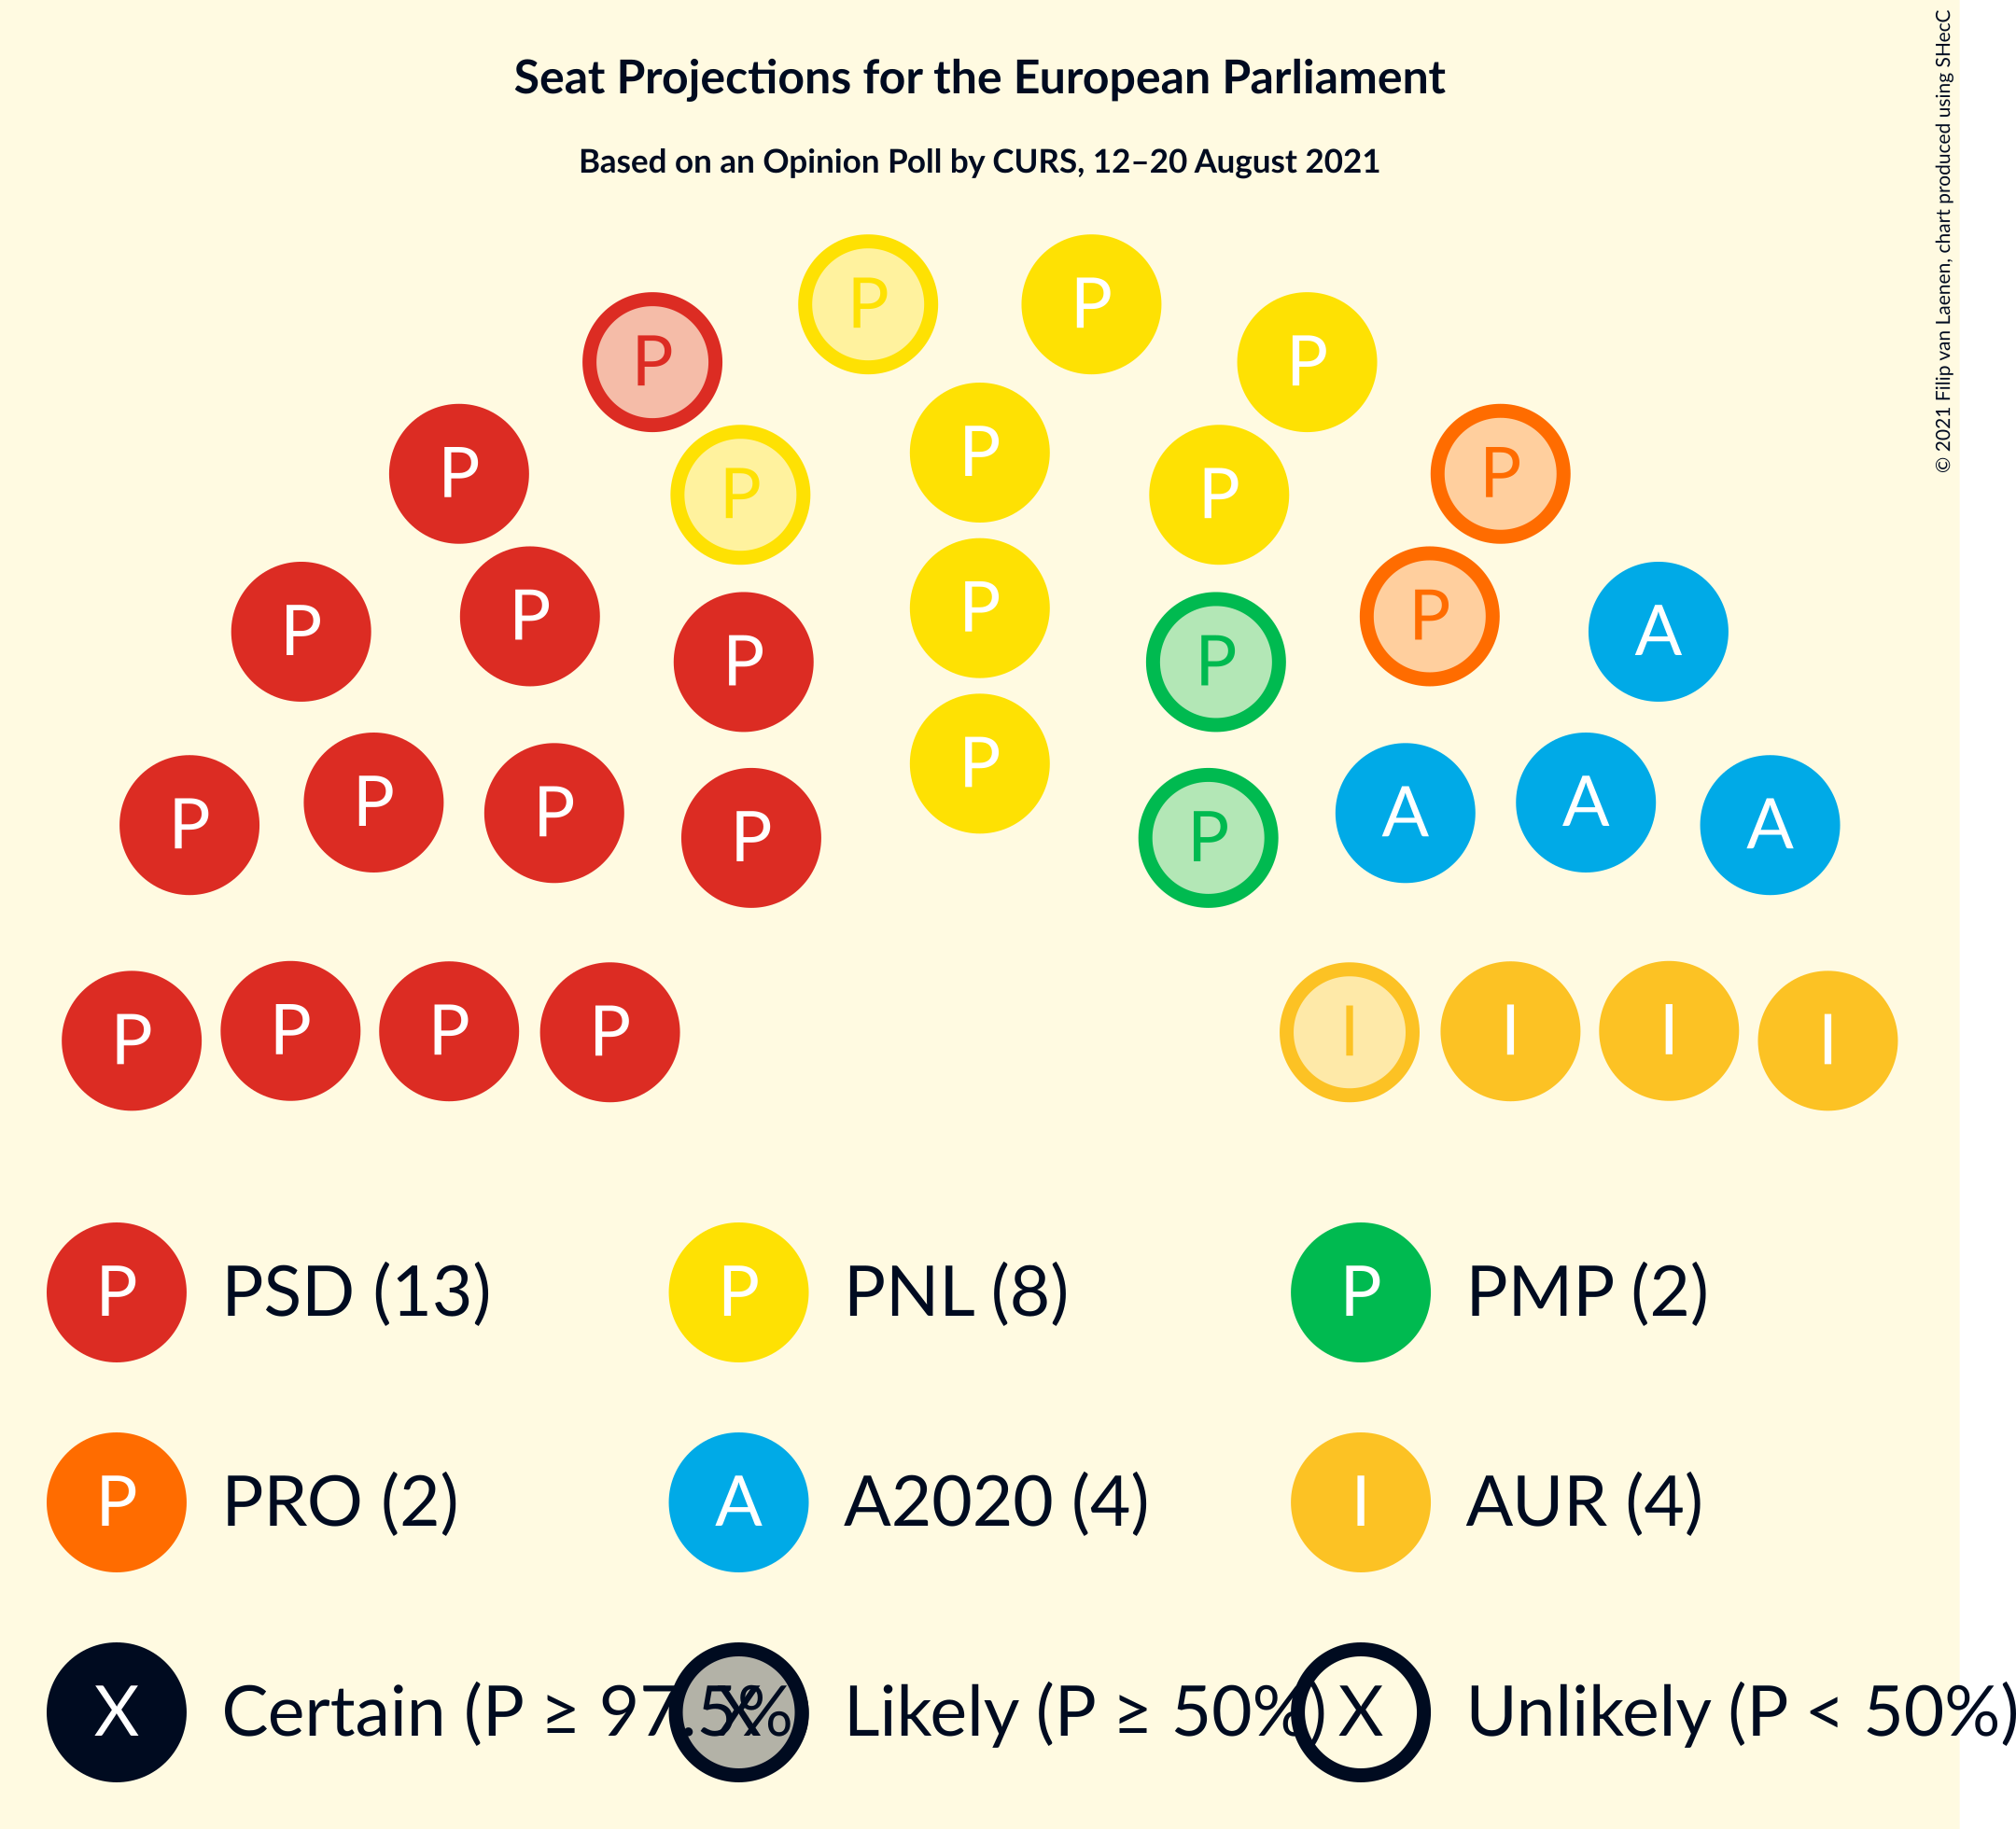 Seat Projections for the European Parliament
Based on an Opinion Poll by CURS, 12–20 August 2021
© 2021 Filip van Laenen, chart produced using SHecC
P P
P P
P P
P P P
P P
P P P A
P P P
P P P P P A A A
P P
P P P P I I I I
P PSD (13) P PNL (8) P PMP (2)
P PRO (2) A A2020 (4) I AUR (4)
X Certain (P ≥ 97.5% X Likely (P ≥ 50%) X Unlikely (P < 50%)